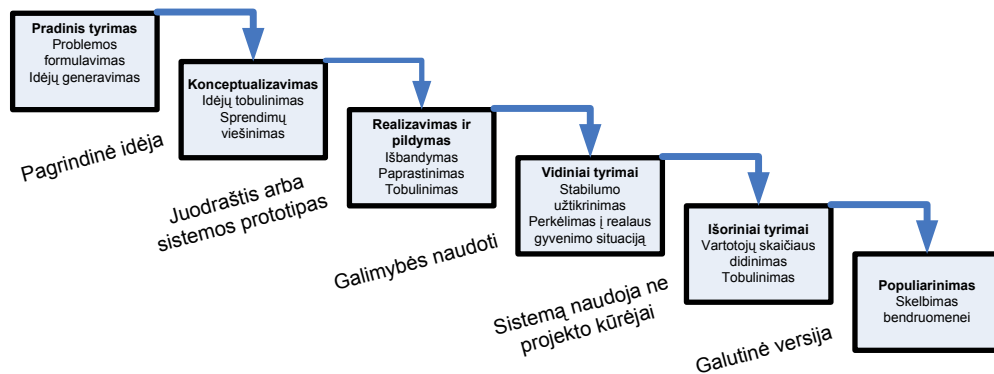 Pradinis tyrimas
Problemos
formulavimas
Idėjų generavimas
Pagrindinė idėja
Konceptualizavimas
Idėjų tobulinimas
Sprendimų
viešinimas
Juodraštis arba
sistemos prototipas
Realizavimas ir
pildymas
Išbandymas
Paprastinimas
Tobulinimas
Galimybės naudoti
Vidiniai tyrimai
Stabilumo
užtikrinimas
Perkėlimas į realaus
gyvenimo situaciją
Sistemą naudoja ne
projekto kūrėjai
Išoriniai tyrimai
Vartotojų skaičiaus
didinimas
Tobulinimas
Galutinė versija
Populiarinimas
Skelbimas
bendruomenei